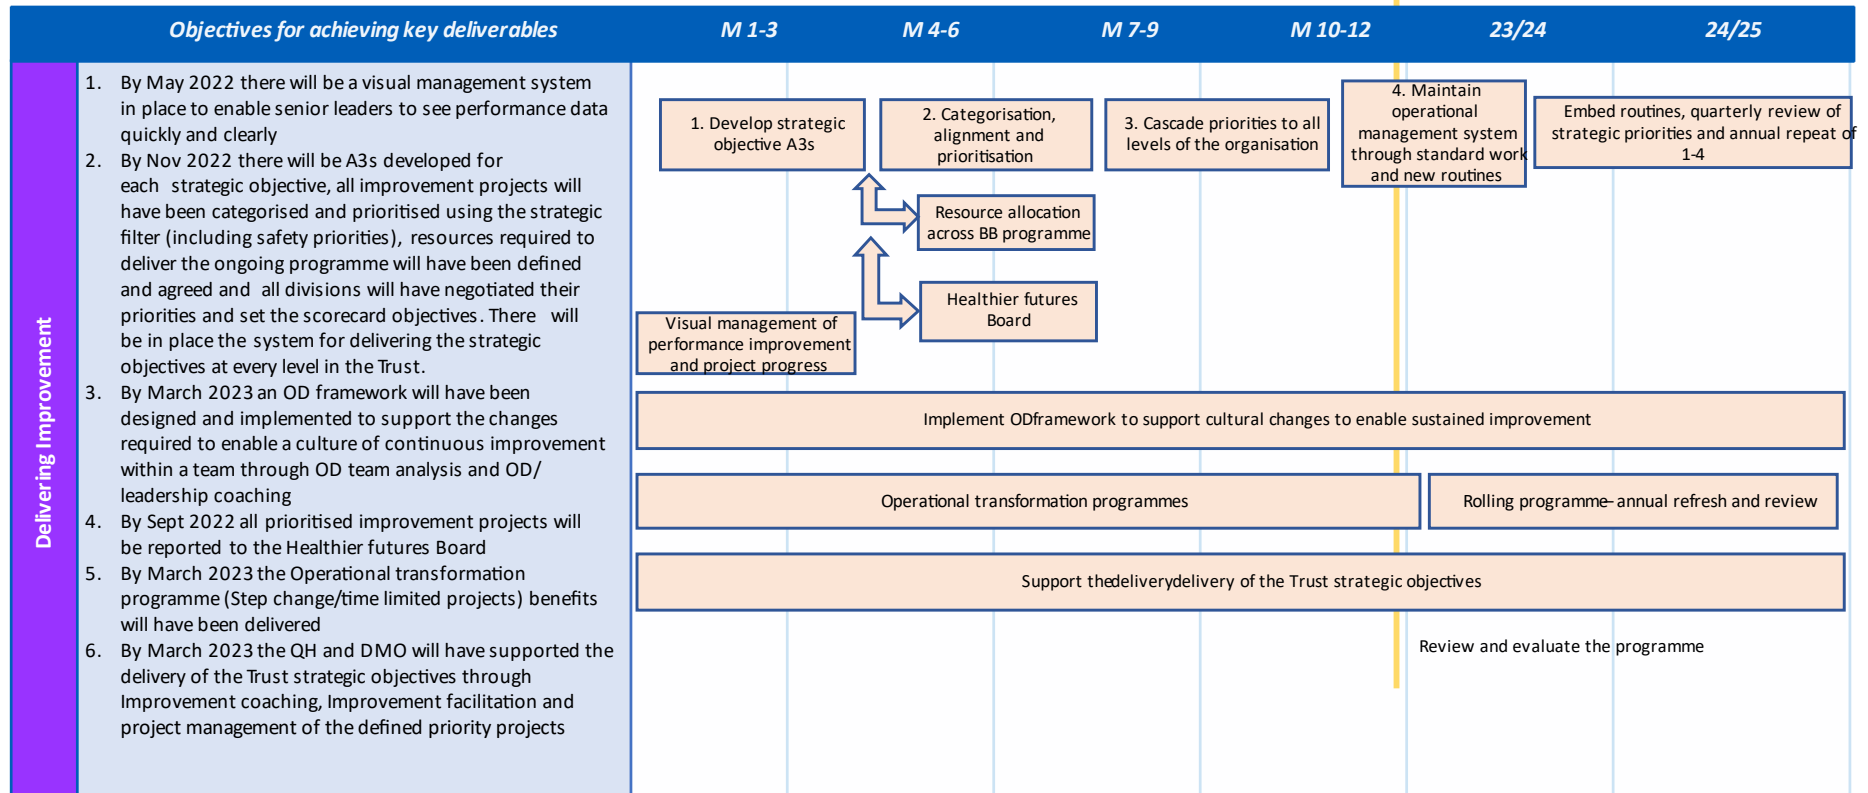 Objectives for achieving key deliverables
M 1-3
M 4-6
M 7-9
M 10-12
23/24
24/25
Delivering Improvement
1. By May 2022 there will be a visual management system
in place to enable senior leaders to see performance data
quickly and clearly
2. By Nov 2022 there will be A3s developed for
each strategic objective, all improvement projects will
have been categorised and prioritised using the strategic
filter (including safety priorities), resources required to
deliver the ongoing programme will have been defined
and agreed and all divisions will have negotiated their
priorities and set the scorecard objectives. There will
be in place the system for delivering the strategic
objectives at every level in the Trust.
3. By March 2023 an OD framework will have been
designed and implemented to support the changes
required to enable a culture of continuous improvement
within a team through OD team analysis and OD/
leadership coaching
4. By Sept 2022 all prioritised improvement projects will
be reported to the Healthier futures Board
5. By March 2023 the Operational transformation
programme (Step change/time limited projects) benefits
will have been delivered
6. By March 2023 the QH and DMO will have supported the
delivery of the Trust strategic objectives through
Improvement coaching, Improvement facilitation and
project management of the defined priority projects
1. Develop strategic
objective A3s
2. Categorisation,
alignment and
prioritisation
3. Cascade priorities to all
levels of the organisation
4. Maintain
operational
management system
through standard work
and new routines
Embed routines, quarterly review of
strategic priorities and annual repeat of
1-4
Resource allocation
across BB programme
Healthier futures
Board
Visual management of
performance improvement
and project progress
Implement ODframework to support cultural changes to enable sustained improvement
Operational transformation programmes
Rolling programme– annual refresh and review
Support thedeliverydelivery of the Trust strategic objectives
Review and evaluate the programme